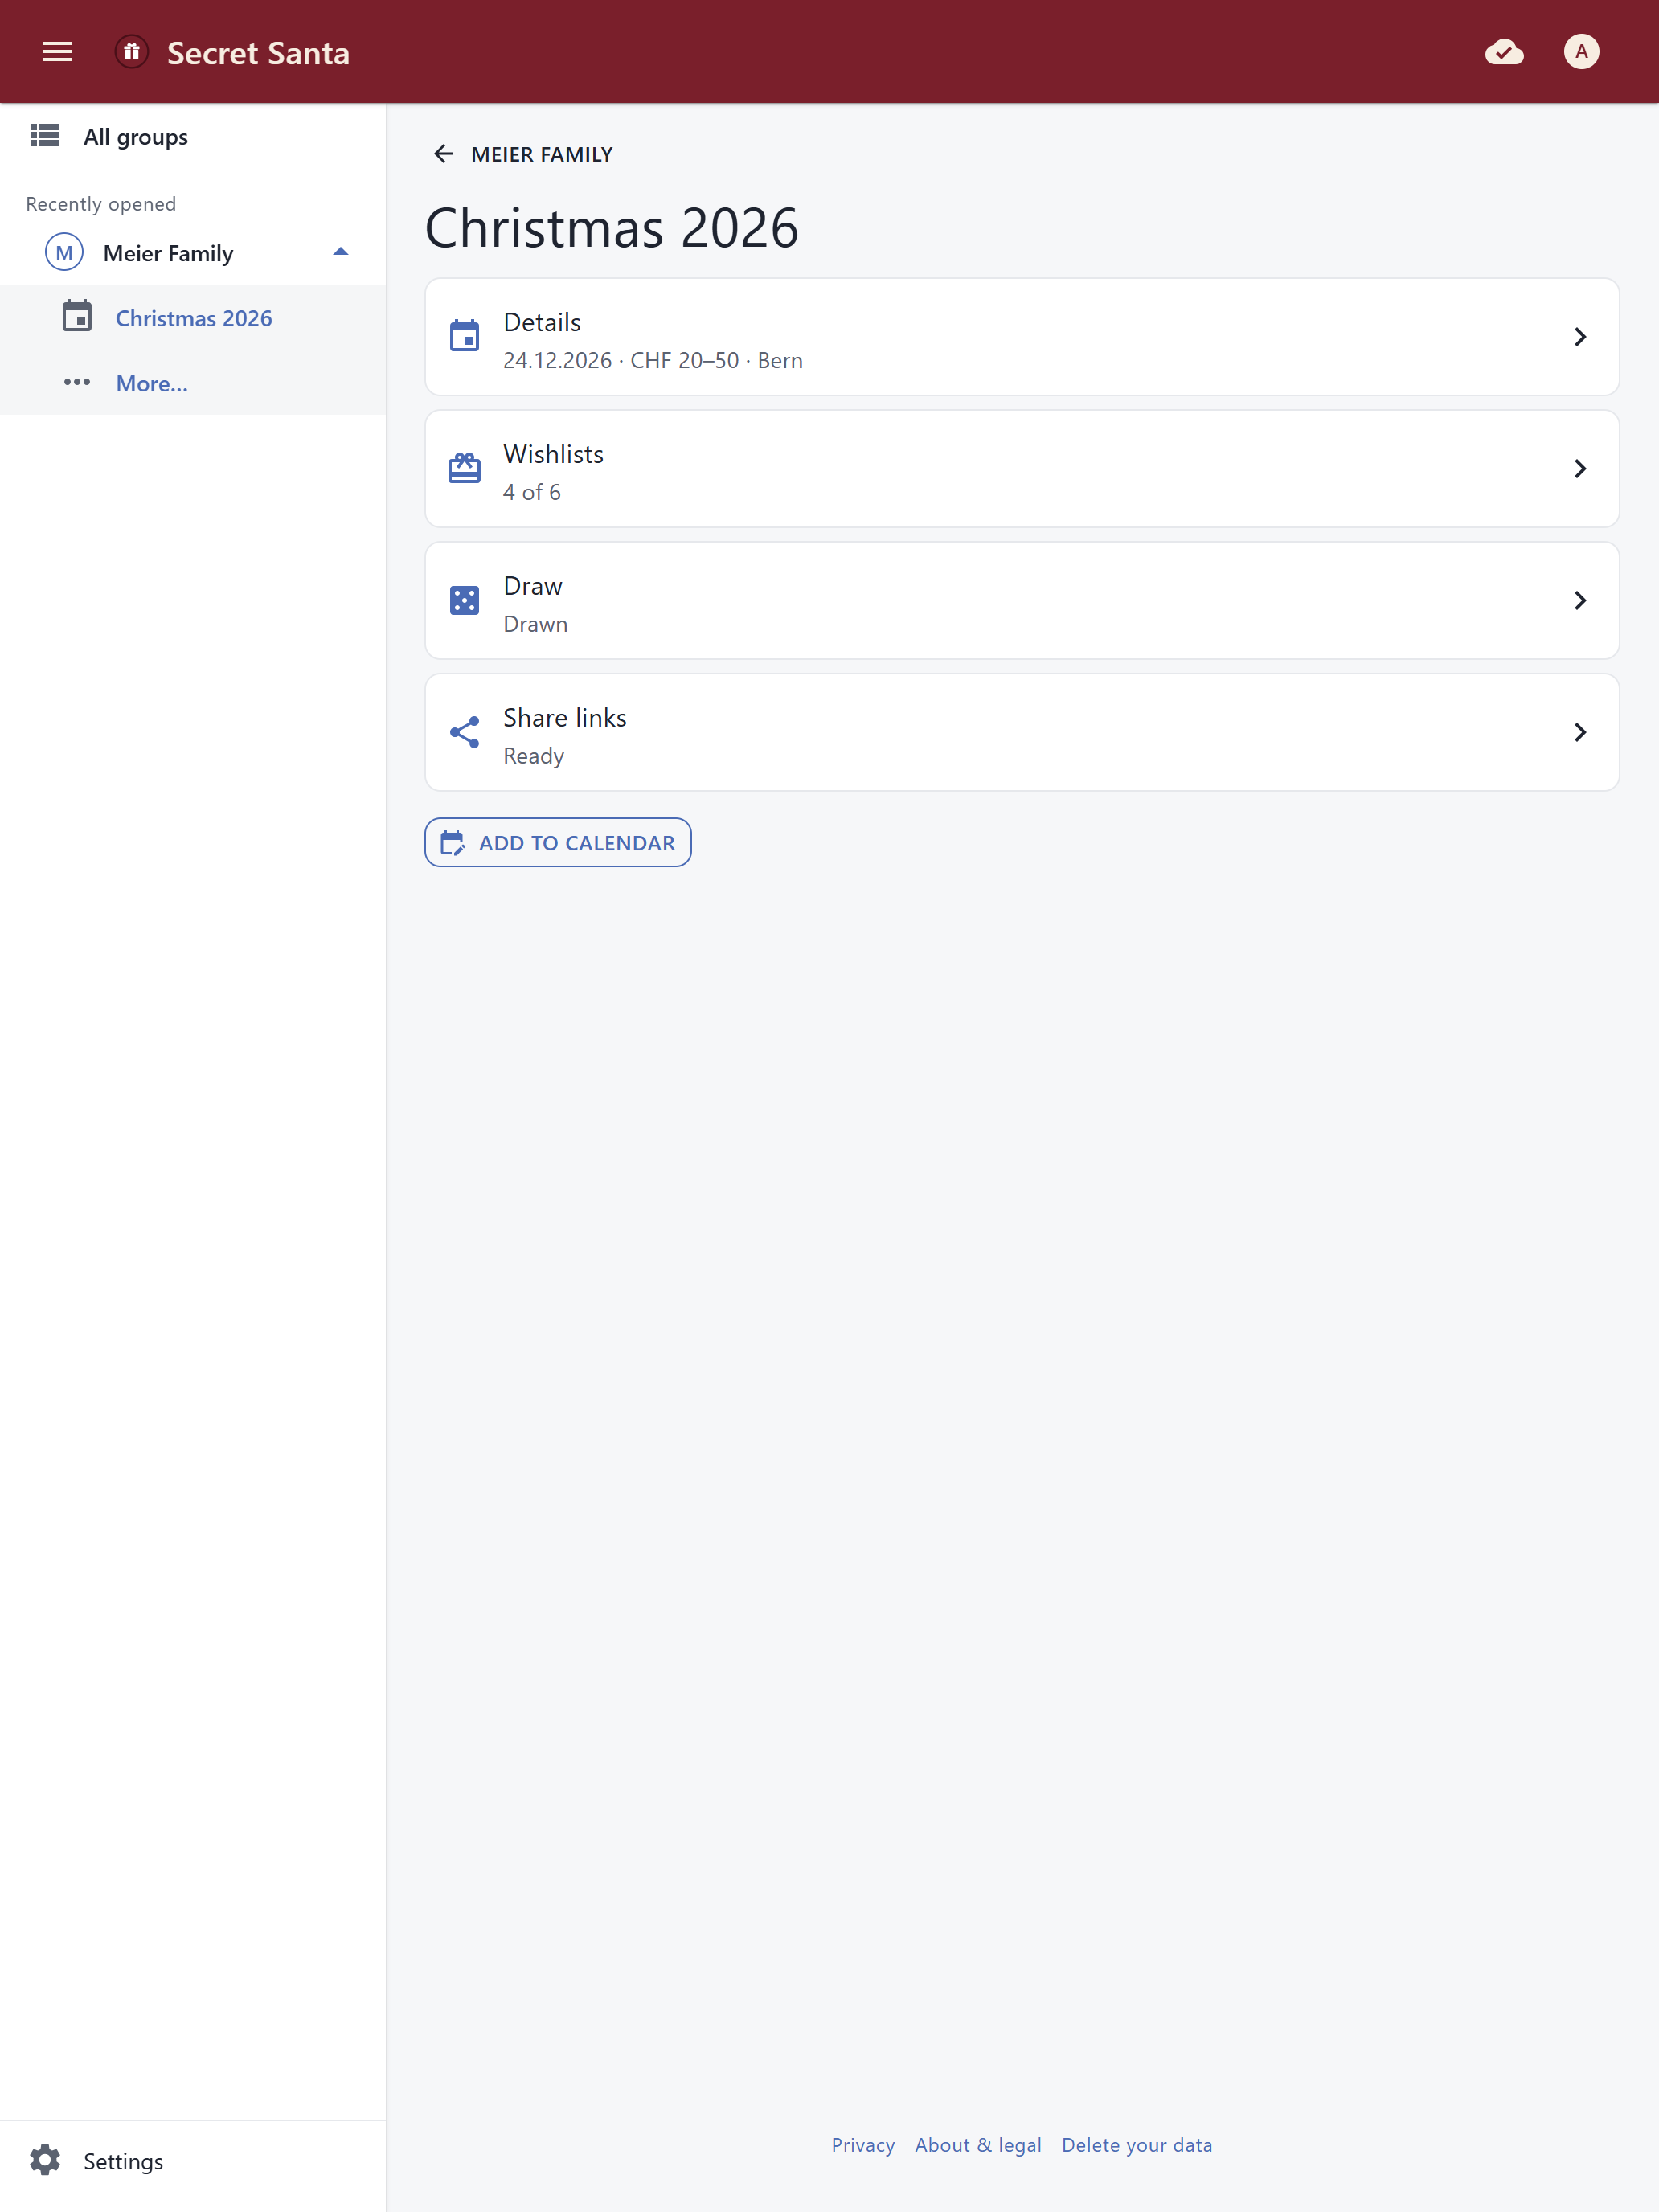 Secret Santa
A
All groups
Recently opened
M Meier Family
Christmas 2026
More...
MEIER FAMILY
Christmas 2026
Details
24.12.2026 · CHF 20–50 · Bern
Wishlists
4 of 6
Draw
Drawn
Share links
Ready
ADD TO CALENDAR
Settings
Privacy About & legal Delete your data